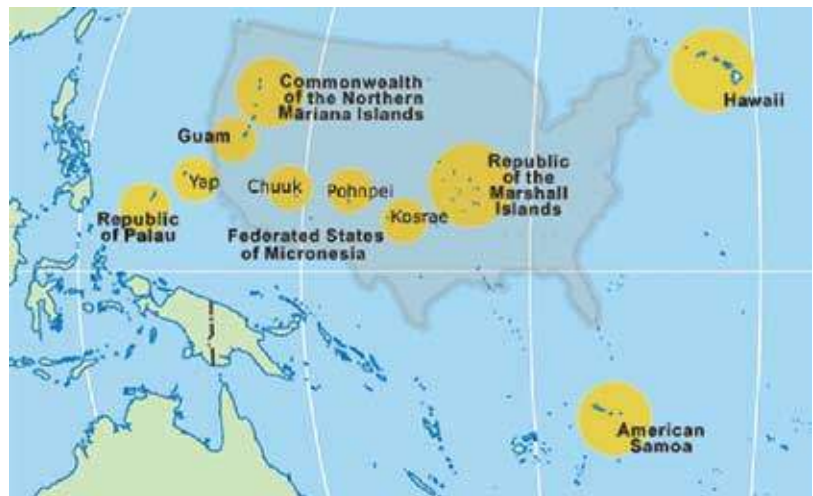 Commonwealth
of the Northern
Mariana Islands
Hawaii
Guam
Republic
of the
Marshall
Islands
Yap
Chuuk
Pohnpei
Kosrae
Republic
of Palau
Federated States
of Micronesia
American
Samoa